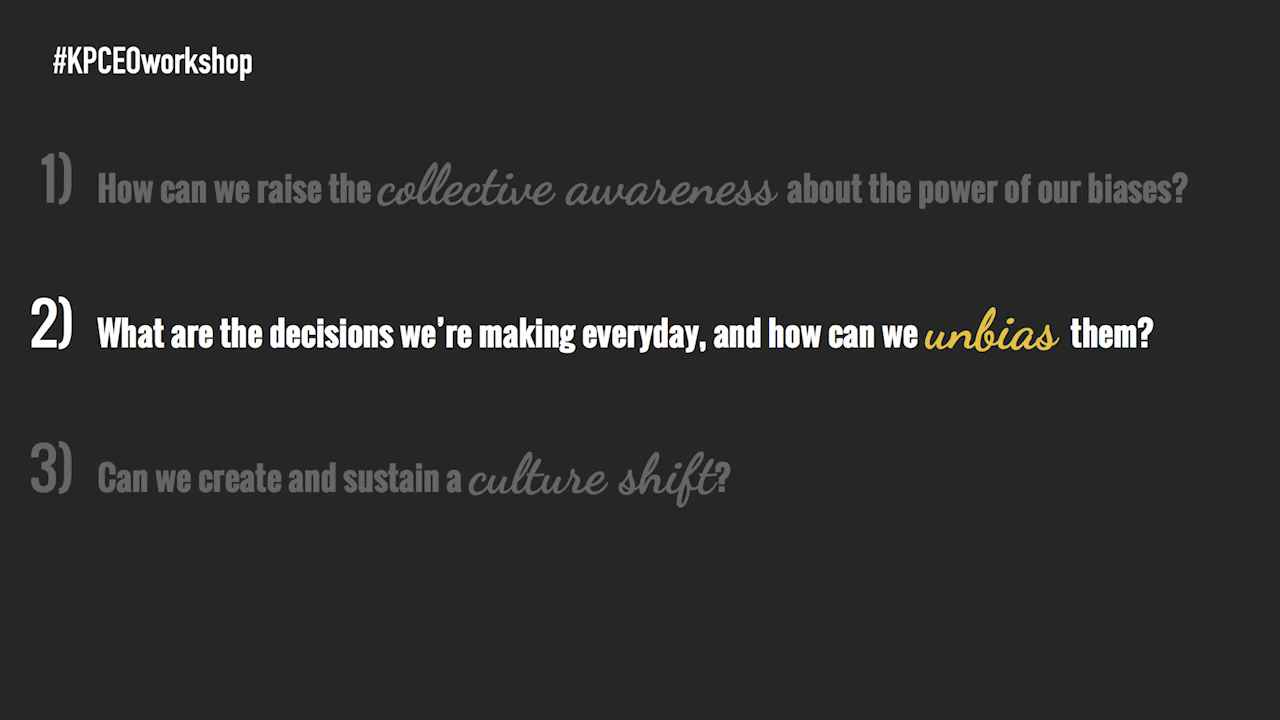 #KPCEOworkshop
1) How can we raise the collective awareness about the power of our biases?
2) What are the decisions we’re making everyday, and how can we unbias them?
3) Can we create and sustain a culture shift?